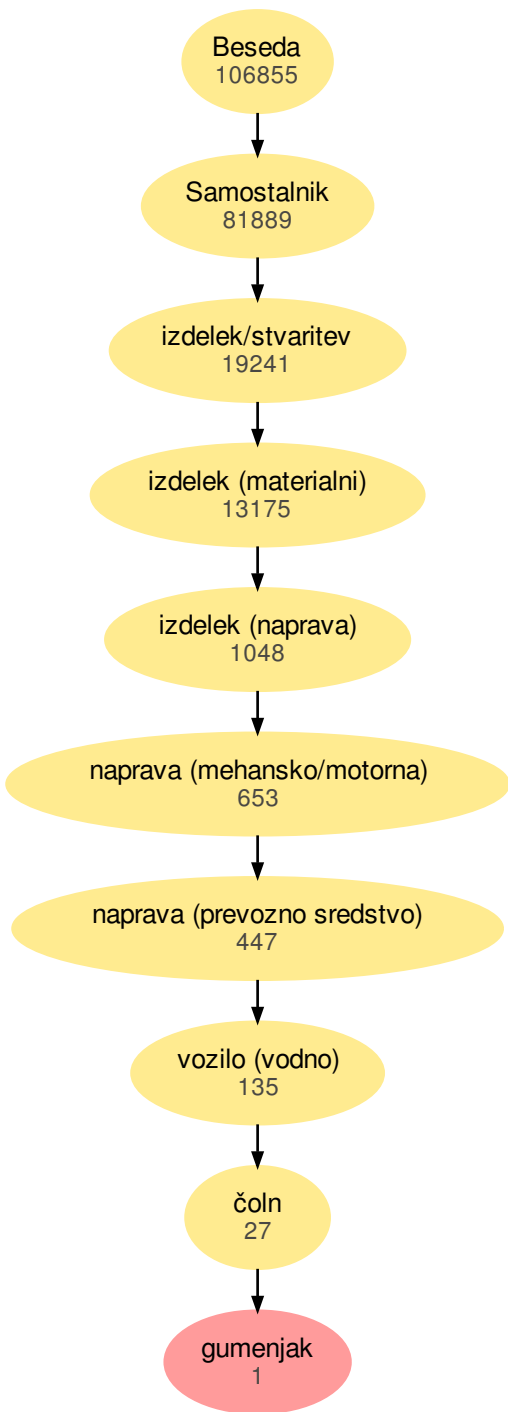 Beseda
106855
Samostalnik
81889
izdelek/stvaritev
19241
izdelek (materialni)
13175
izdelek (naprava)
1048
naprava (mehansko/motorna)
653
naprava (prevozno sredstvo)
447
vozilo (vodno)
135
čoln
27
gumenjak
1